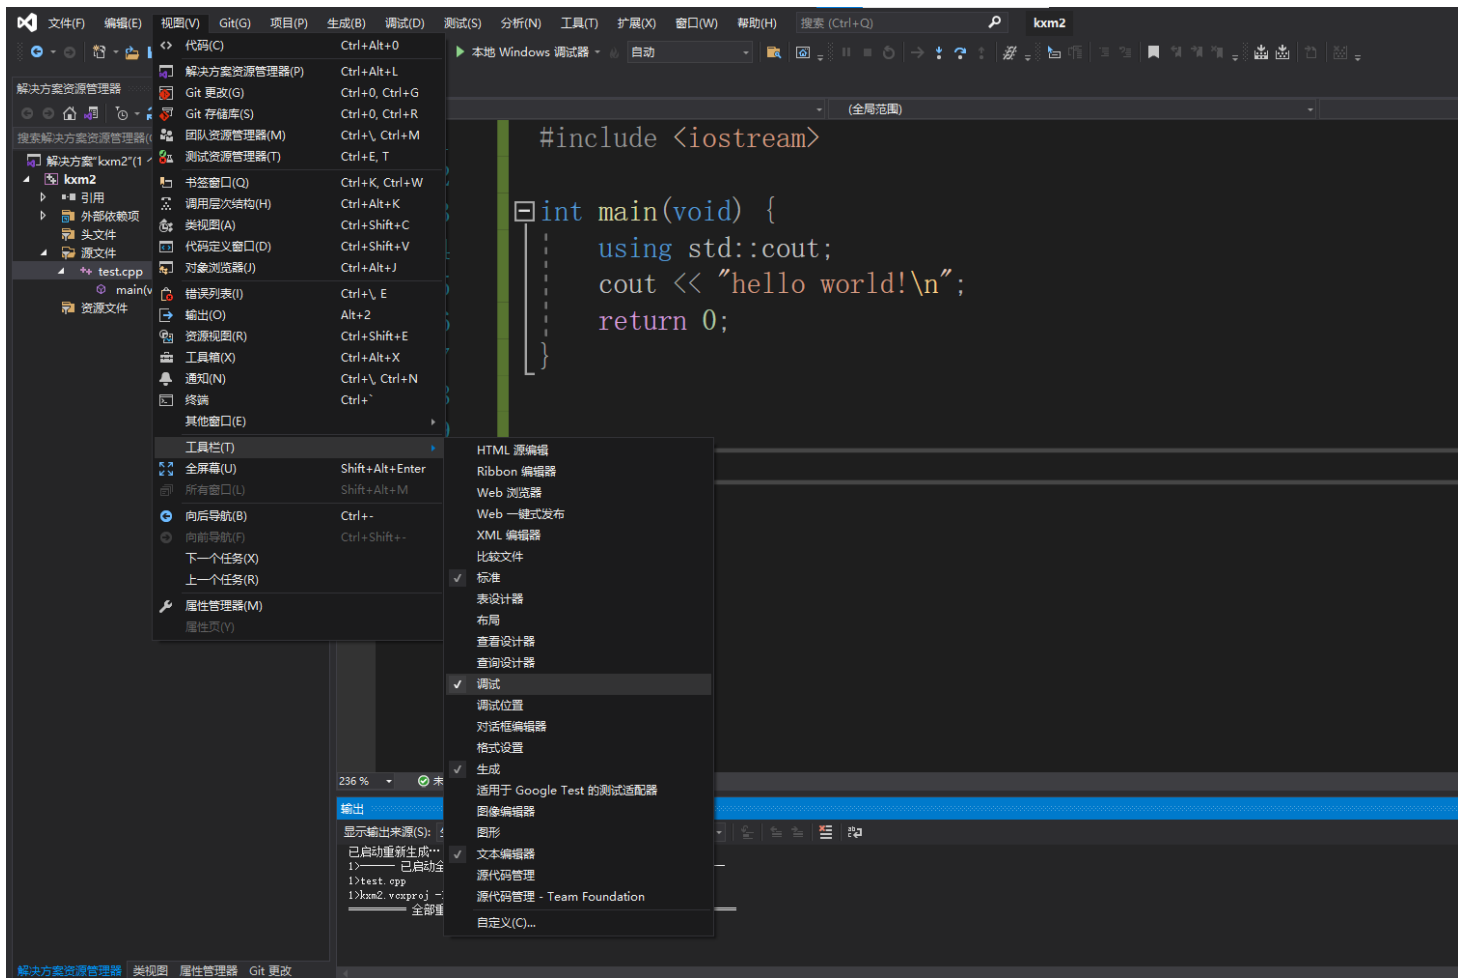 文件(F) 编辑(E) 视图(V) Git(G) 项目(P) 生成(B) 调试(D) 测试(S) 分析(N) 工具(T) 扩展(X) 窗口(W) 帮助(H) 搜索 (Ctrl+Q) kxm2
本地 Windows 调试器 自动
解决方案资源管理器
搜索解决方案资源管理器(
解决方案"kxm2"(1
kxm2
引用
外部依赖项
头文件
源文件
test.cpp
main(v
资源文件
代码(C) Ctrl+Alt+0
解决方案资源管理器(P) Ctrl+Alt+L
Git 更改(G) Ctrl+0, Ctrl+G
Git 存储库(S) Ctrl+0, Ctrl+R
团队资源管理器(M) Ctrl+\, Ctrl+M
测试资源管理器(T) Ctrl+E, T
书签窗口(Q) Ctrl+K, Ctrl+W
调用层次结构(H) Ctrl+Alt+K
类视图(A) Ctrl+Shift+C
代码定义窗口(D) Ctrl+Shift+V
对象浏览器(J) Ctrl+Alt+J
错误列表(I) Ctrl+\, E
输出(O) Alt+2
资源视图(R) Ctrl+Shift+E
工具箱(X) Ctrl+Alt+X
通知(N) Ctrl+\, Ctrl+N
终端 Ctrl+`
其他窗口(E)
工具栏(T)
全屏幕(U) Shift+Alt+Enter
所有窗口(L) Shift+Alt+M
向后导航(B) Ctrl+-
向前导航(F) Ctrl+Shift+-
下一个任务(X)
上一个任务(R)
属性管理器(M)
属性页(Y)
HTML 源编辑
Ribbon 编辑器
Web 浏览器
Web 一键式发布
XML 编辑器
比较文件
标准
表设计器
布局
查看设计器
查询设计器
调试
调试位置
对话框编辑器
格式设置
生成
适用于 Google Test 的测试适配器
图像编辑器
图形
文本编辑器
源代码管理
源代码管理 - Team Foundation
自定义(C)...
(全局范围)
#include <iostream>
int main(void) {
using std::cout;
cout << "hello world!\n";
return 0;
}
236 % 未
输出
显示输出来源(S):
已启动重新生成…
1>—— 已启动全
1>test.cpp
1>kxm2.vcxproj -
全部重
解决方案资源管理器 类视图 属性管理器 Git 更改